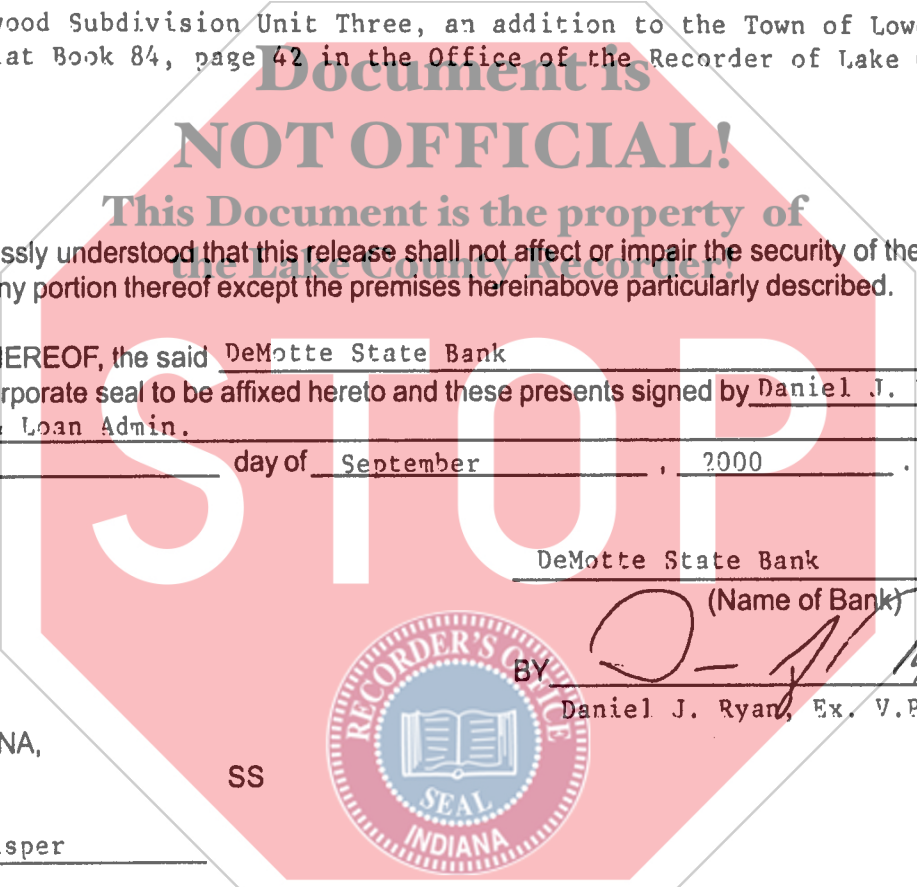 wood Subdivision Unit Three, an addition to the Town of Low
lat Book 84, page 42 in the Office of the Recorder of Lake
Document is
NOT OFFICIAL!
This Document is the property of
the Lake County Recorder!
ssly understood that this release shall not affect or impair the security of the
ny portion thereof except the premises hereinabove particularly described.
EREOF, the said DeMotte State Bank
rporate seal to be affixed hereto and these presents signed by Daniel J.
& Loan Admin.
day of September , 2000 .
STOP
DeMotte State Bank
(Name of Bank)
BY
Daniel J. Ryan, Ex. V.P
NA,
SS
sper
RECORDER'S OFFICE
SEAL
INDIANA